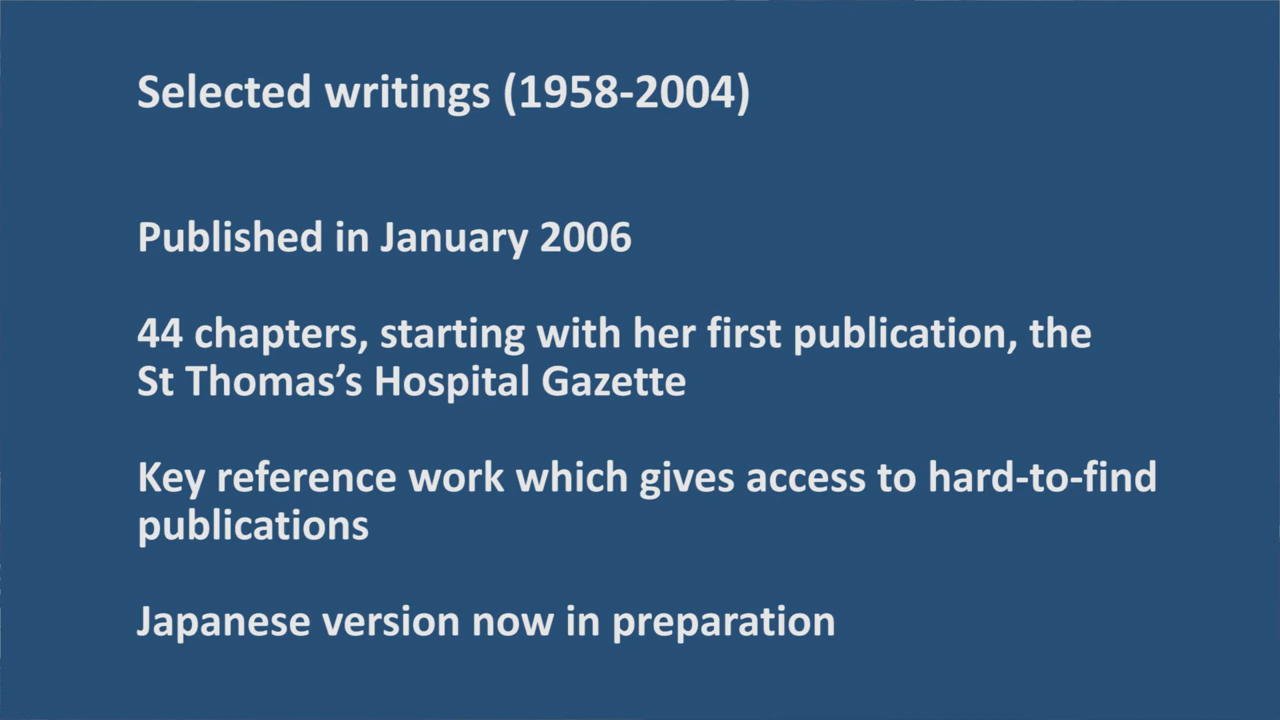 Selected writings (1958-2004)
Published in January 2006
44 chapters, starting with her first publication, the
St Thomas’s Hospital Gazette
Key reference work which gives access to hard-to-find
publications
Japanese version now in preparation